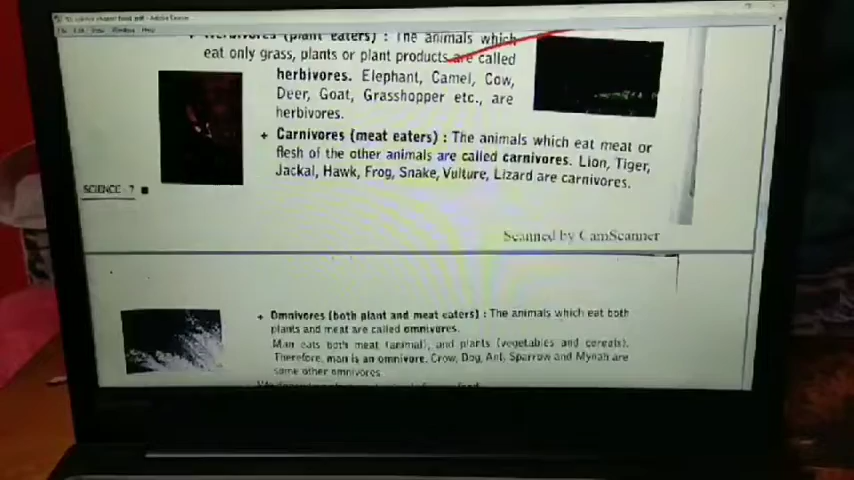 Herbivores (plant eaters) : The animals which
eat only grass, plants or plant products are called
herbivores. Elephant, Camel, Cow,
Deer, Goat, Grasshopper etc., are
herbivores.
+ Carnivores (meat eaters) : The animals which eat meat or
flesh of the other animals are called carnivores. Lion, Tiger,
Jackal, Hawk, Frog, Snake, Vulture, Lizard are carnivores.
SCIENCE - 7
Scanned by CamScanner
+ Omnivores (both plant and meat eaters) : The animals which eat both
plants and meat are called omnivores.
Man eats both meat (animal), and plants (vegetables and cereals).
Therefore, man is an omnivore. Crow, Dog, Ant, Sparrow and Mynah are
some other omnivores.